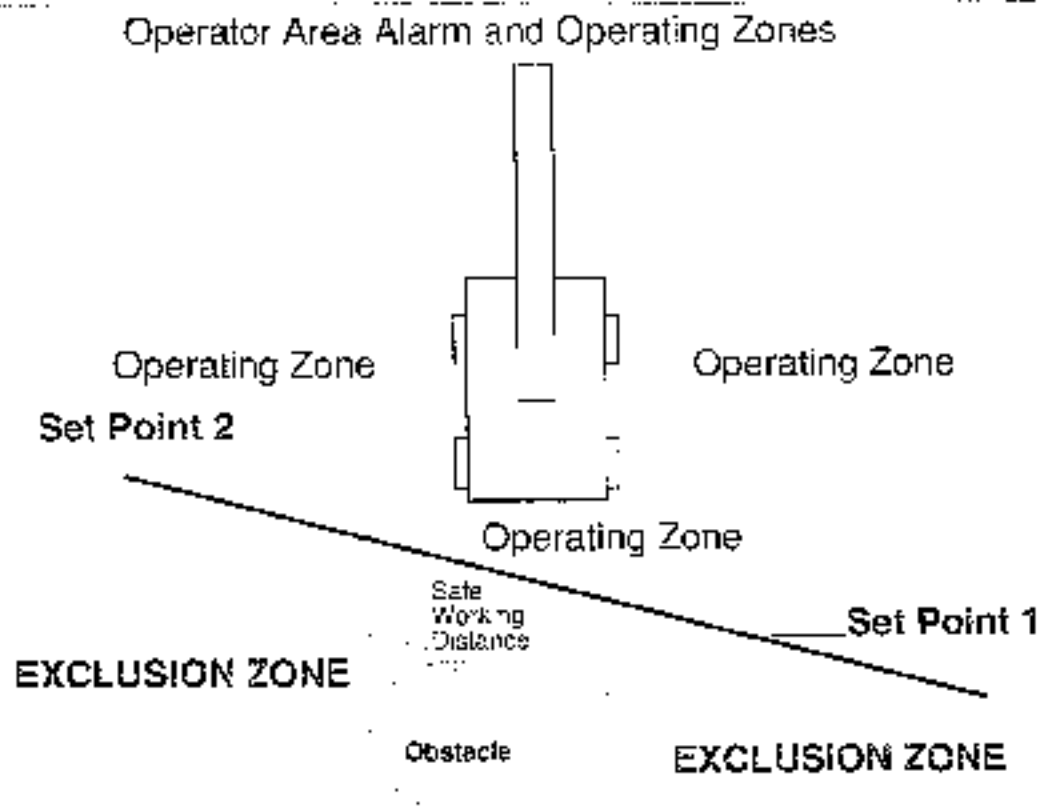 Operator Area Alarm and Operating Zones
Operating Zone
Operating Zone
Set Point 2
Operating Zone
Safe
Working
Distance
Set Point 1
EXCLUSION ZONE
Obstacle
EXCLUSION ZONE